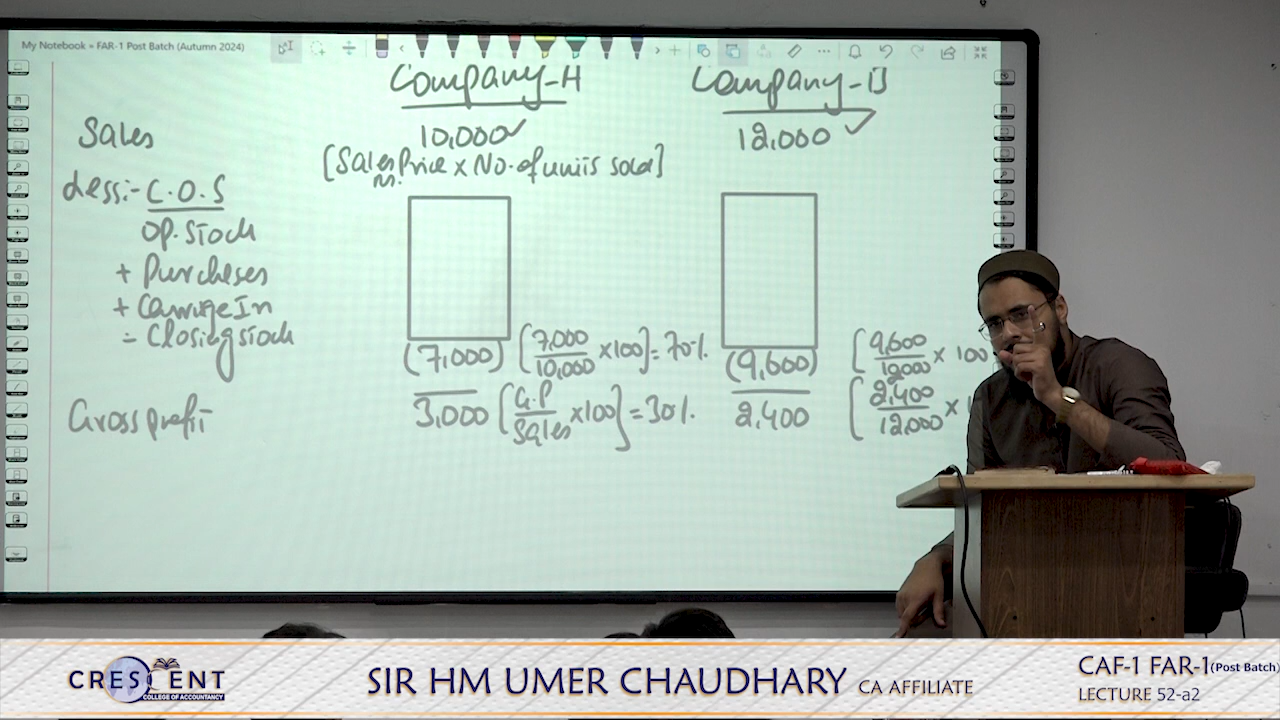 My Notebook » FAR-1 Post Batch (Autumn 2024)
Company-A
Company-B
Sales
10,000✓
12,000 ✓
[Sales Price × No. of units sold]
Less:- C.O.S
Op. Stock
+ Purchases
+ Carriage In
- Closing stock
(7,000) [7,000/10,000 ×100] = 70%
(9,600) [9,600/12,000 × 100
Gross profit
3,000 [G.P/Sales ×100] = 30%
2,400 [2,400/12,000 × 1
CRESCENT
COLLEGE OF ACCOUNTANCY
SIR HM UMER CHAUDHARY CA AFFILIATE
CAF-1 FAR-1 (Post Batch)
LECTURE 52-a2